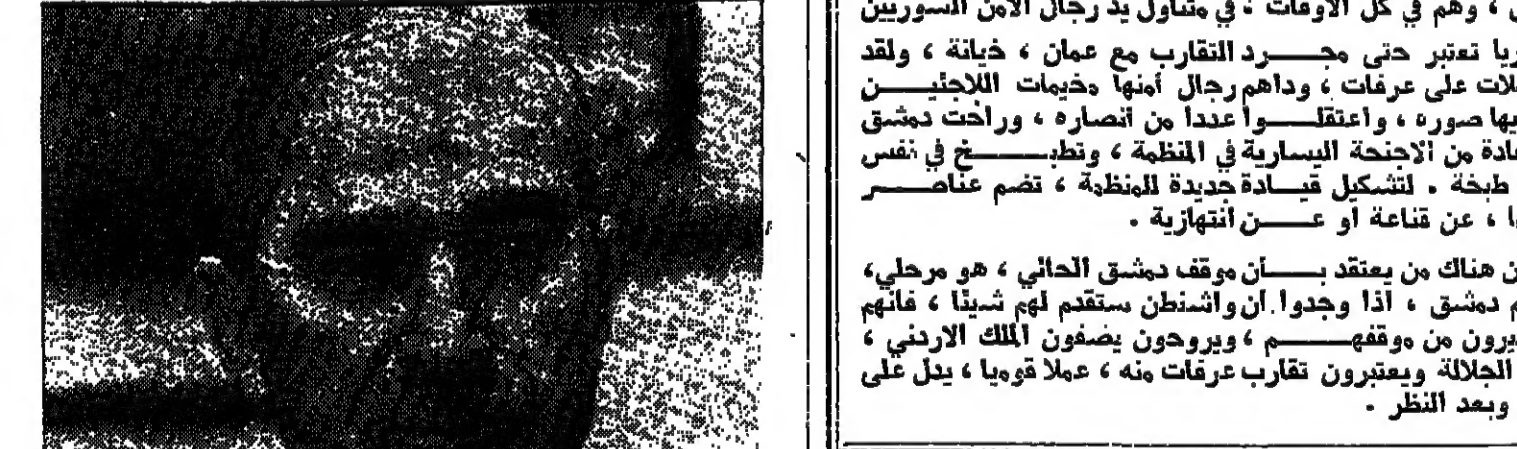 ، وهم في كل الاوقات ، في متناول يد رجال الامن السوريين
ريا تعتبر حتى مجـــرد التقارب مع عمان ، خيانة ، ولقد
لات على عرفات ، وداهم رجال أمنها مخيمات اللاجئيـــن
يها صوره ، واعتقلـــوا عددا من انصاره ، وراحت دمشق
ادة من الاجنحة اليسارية في المنظمة ، وتطبـــخ في نفس
طبخة . لتشكيل قيـــادة جديدة للمنظمة ، تضم عناصـــر
ا ، عن قناعة او عـــن انتهازية .
ن هناك من يعتقد بـــأن موقف دمشق الحالي ، هو مرحلي،
م دمشق ، اذا وجدوا أن واشنطن ستقدم لهم شيئا ، فانهم
يرون من موقفهـــم ، ويروحون يضفون الملك الاردني ،
الجلالة ويعتبرون تقارب عرفات منه ، عملا قوميا ، يدل على
وبعد النظر .